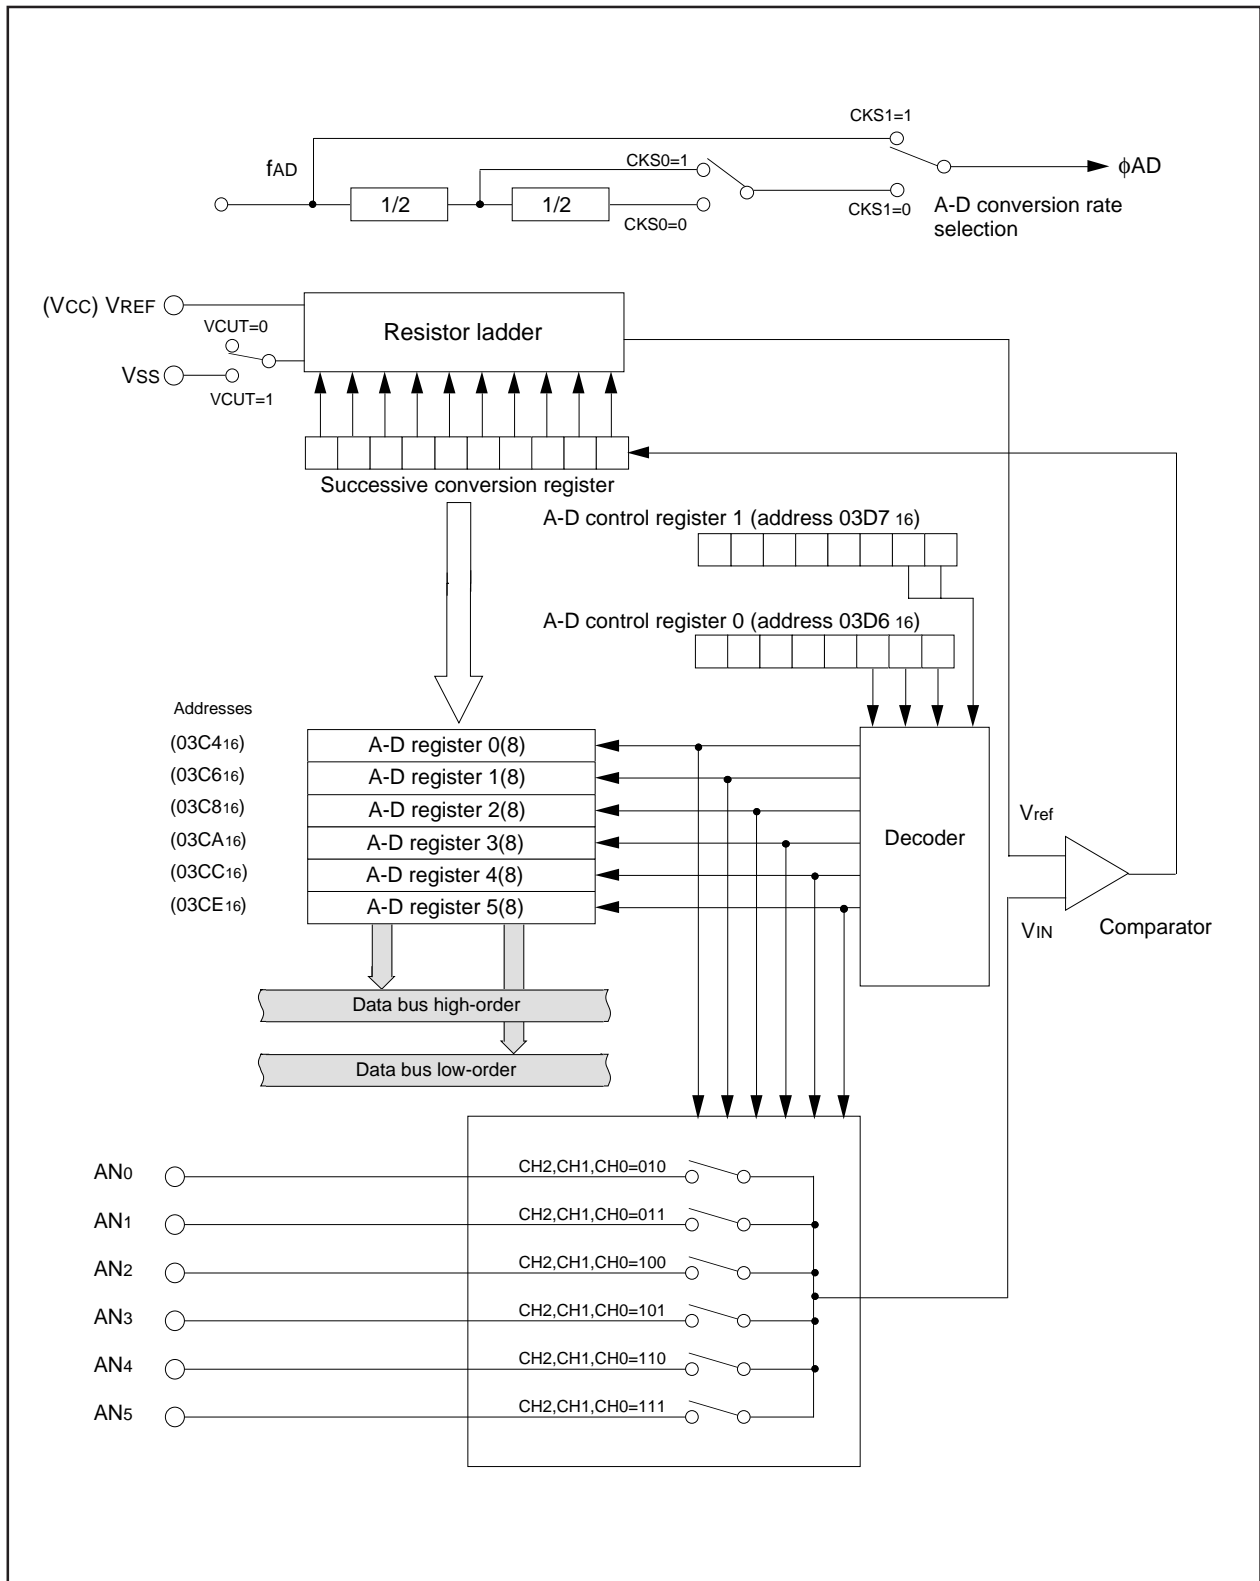 CKS1=1
fAD
CKS0=1
ϕAD
1/2
1/2
CKS0=0
CKS1=0
A-D conversion rate
selection
(VCC) VREF
VCUT=0
Resistor ladder
VSS
VCUT=1
Successive conversion register
A-D control register 1 (address 03D7 16)
A-D control register 0 (address 03D6 16)
Addresses
(03C416)
A-D register 0(8)
(03C616)
A-D register 1(8)
(03C816)
A-D register 2(8)
(03CA16)
A-D register 3(8)
(03CC16)
A-D register 4(8)
(03CE16)
A-D register 5(8)
Decoder
Vref
VIN
Comparator
Data bus high-order
Data bus low-order
AN0
CH2,CH1,CH0=010
AN1
CH2,CH1,CH0=011
AN2
CH2,CH1,CH0=100
AN3
CH2,CH1,CH0=101
AN4
CH2,CH1,CH0=110
AN5
CH2,CH1,CH0=111